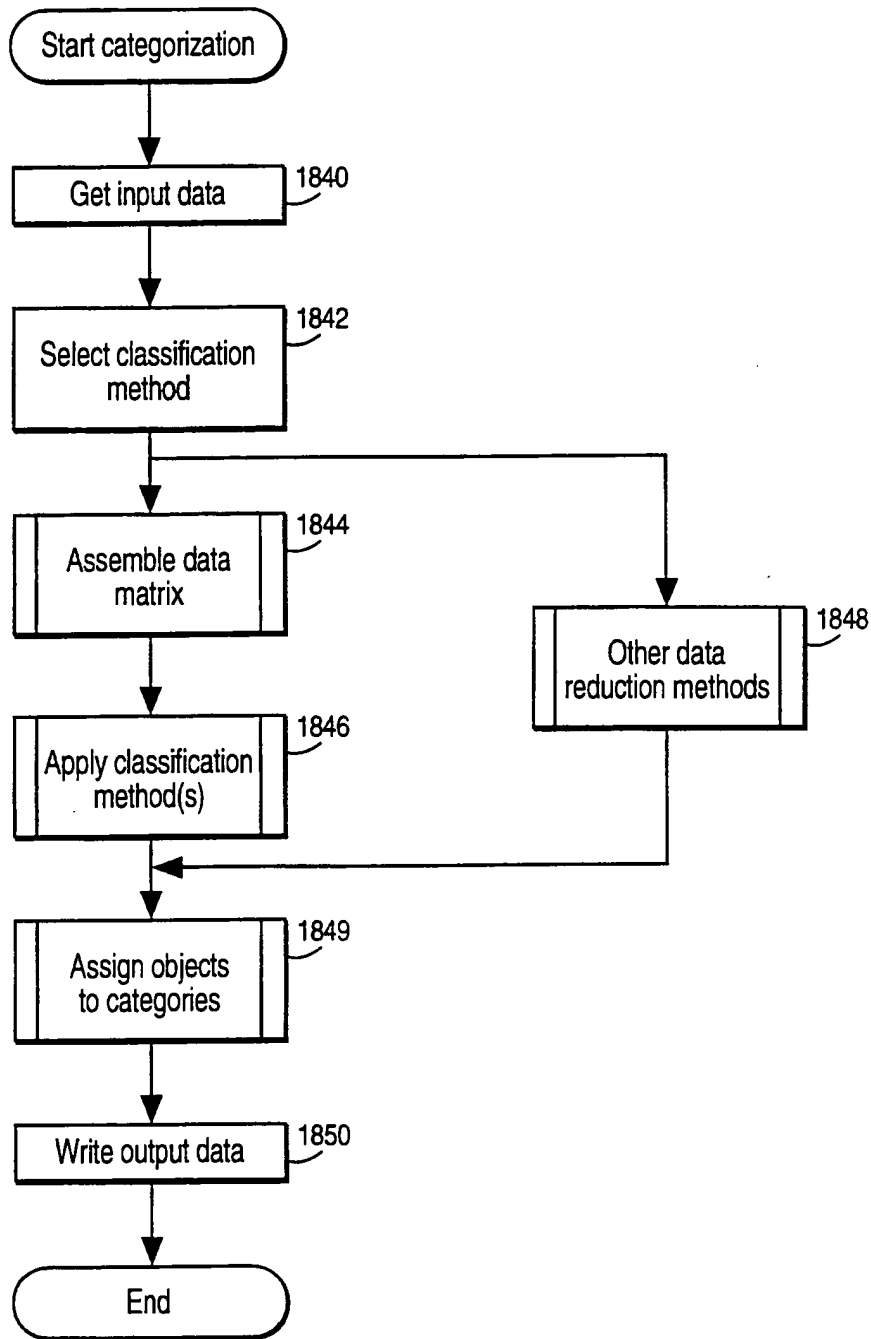 Start categorization
Get input data
1840
Select classification
method
1842
Assemble data
matrix
1844
Other data
reduction methods
1848
Apply classification
method(s)
1846
Assign objects
to categories
1849
Write output data
1850
End